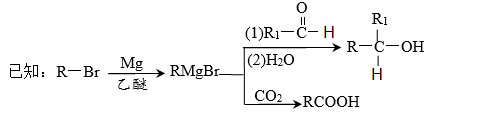 O
(1)R₁—C—H
(2)H₂O
R₁
R—C—OH
H
已知：R—Br Mg 乙醚 RMgBr
CO₂ RCOOH